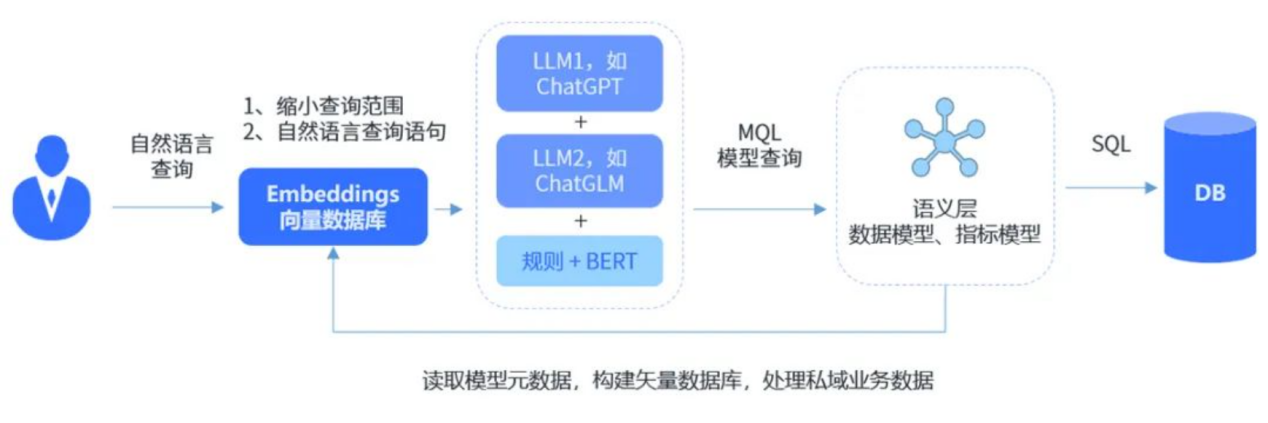 自然语言
查询
1、缩小查询范围
2、自然语言查询语句
Embeddings
向量数据库
LLM1，如
ChatGPT
+
LLM2，如
ChatGLM
+
规则 + BERT
MQL
模型查询
语义层
数据模型、指标模型
SQL
DB
读取模型元数据，构建矢量数据库，处理私域业务数据